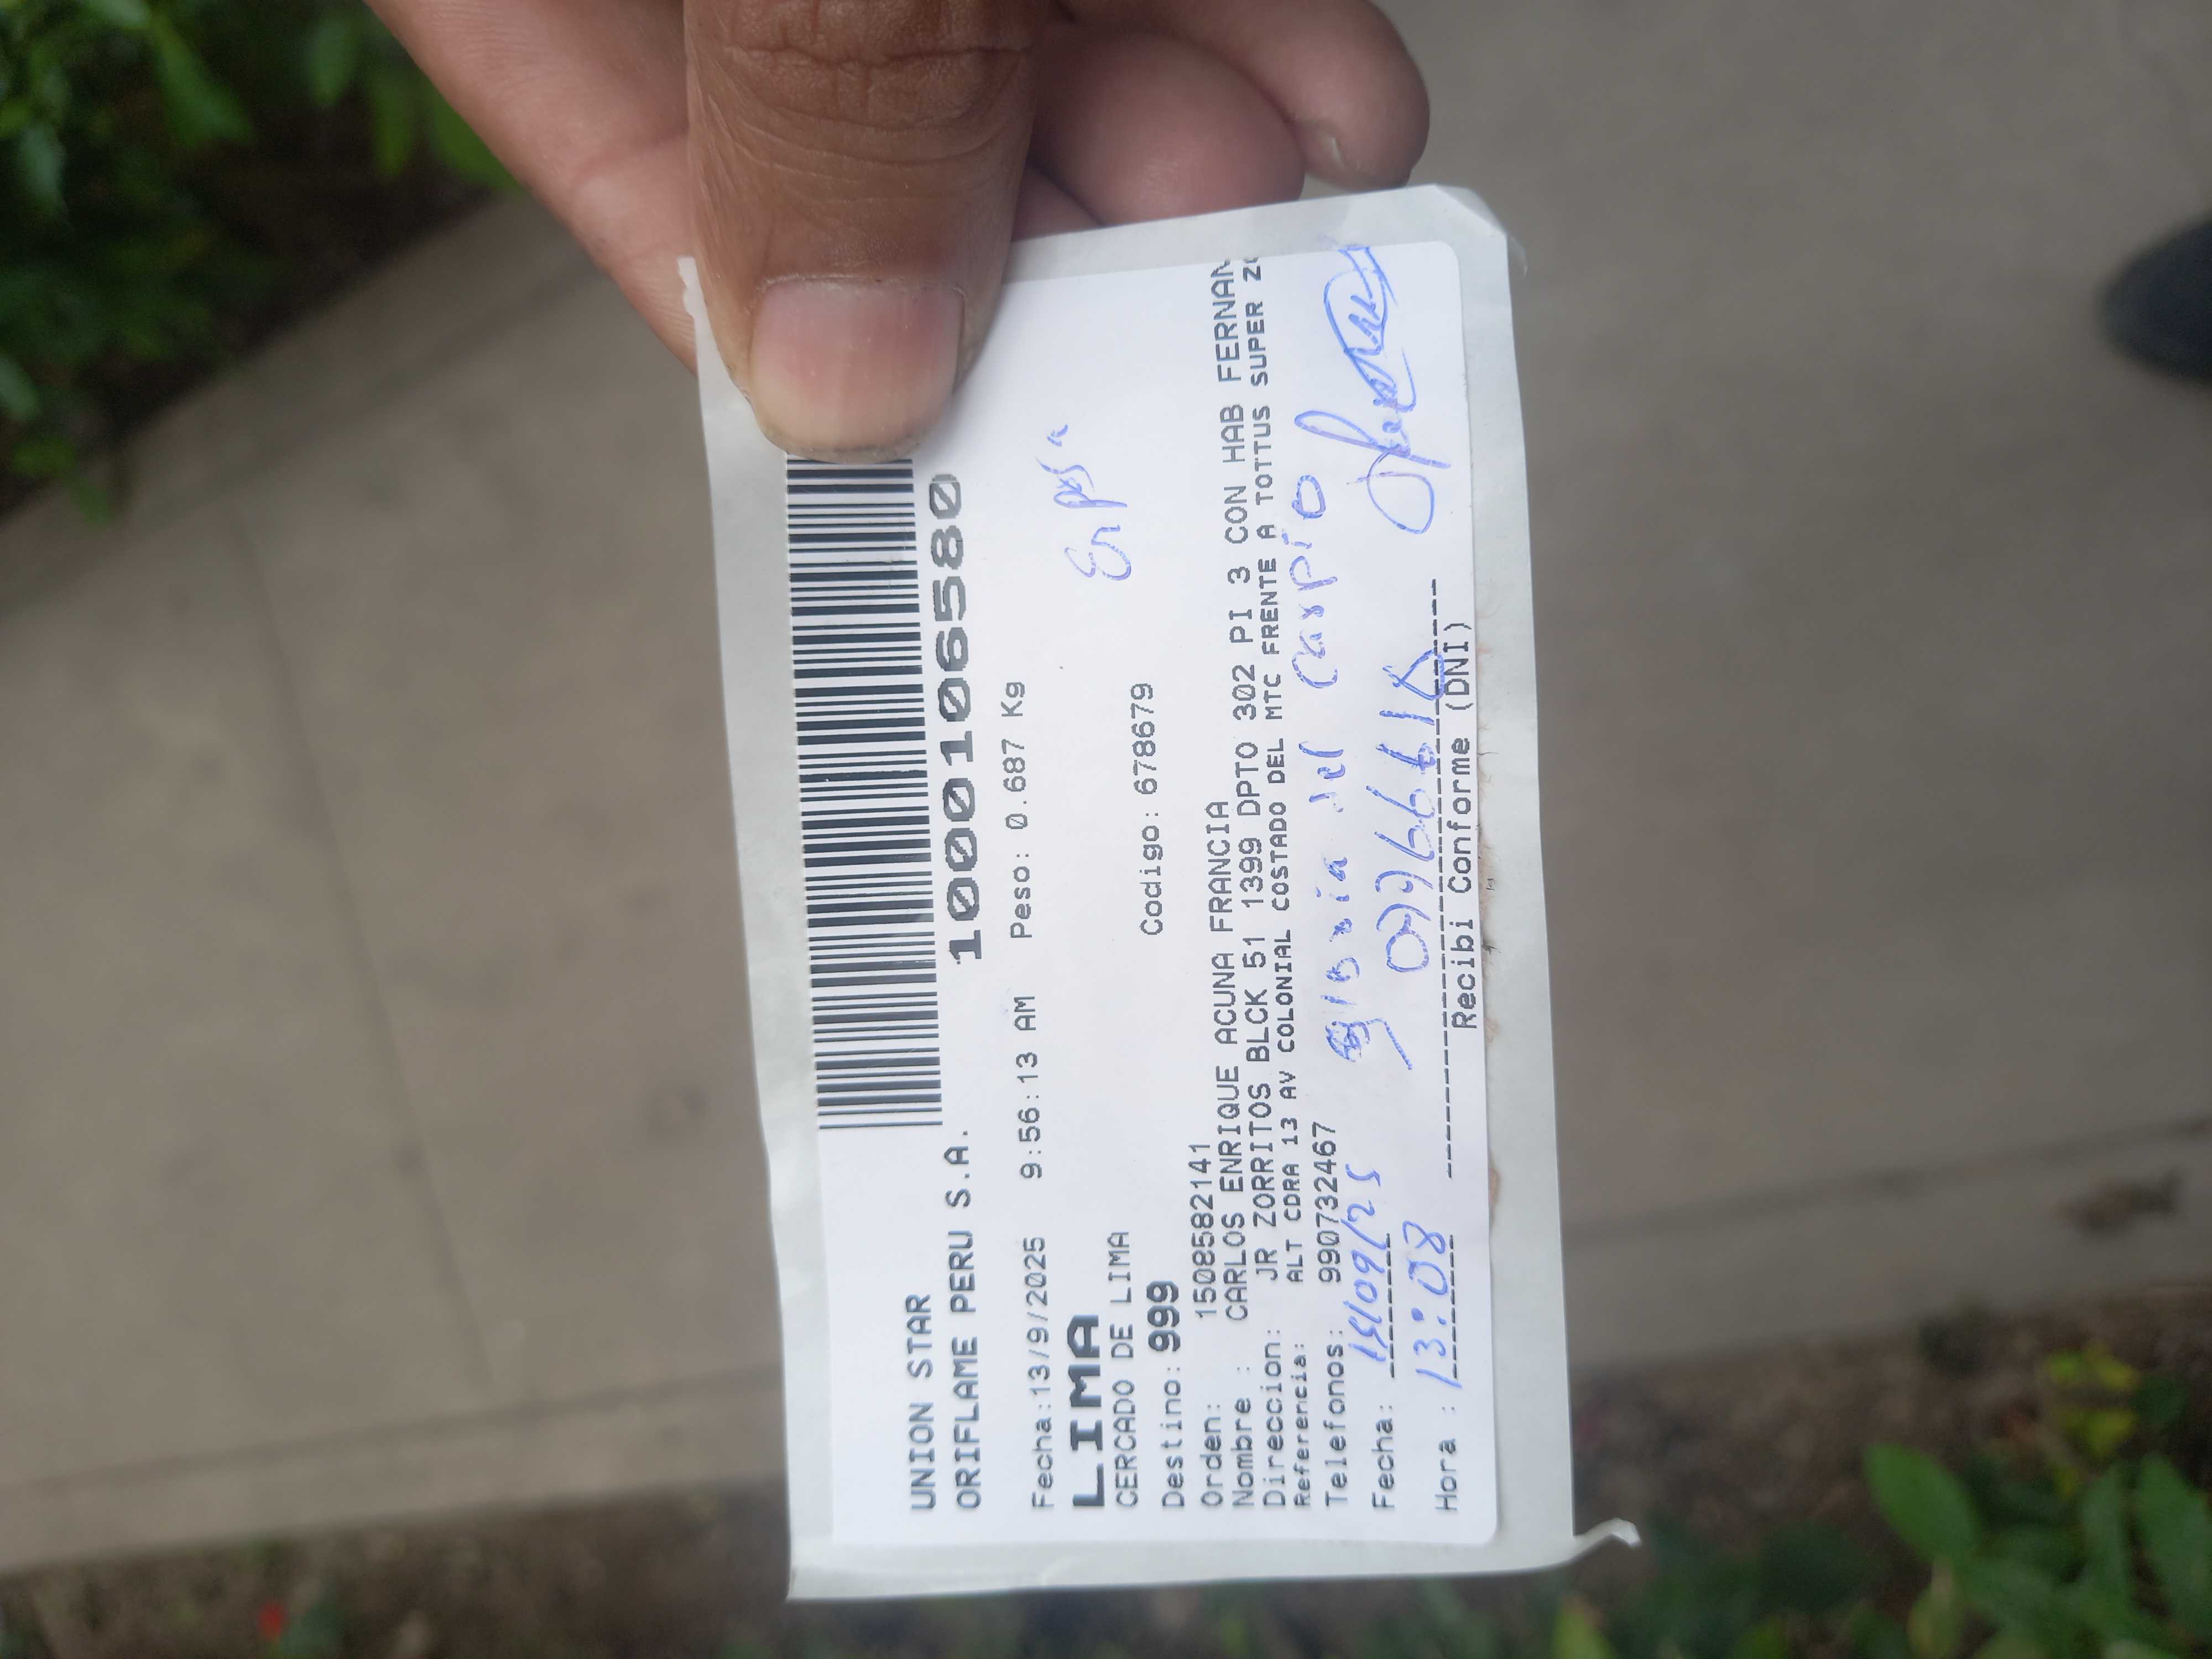 UNION STAR
ORIFLAME PERU S.A.
1000106580
Fecha:13/9/2025 9:56:13 AM Peso: 0.687 Kg
LIMA
CERCADO DE LIMA
Destino: 999 Codigo: 678679
Orden: 1508582141
Nombre : CARLOS ENRIQUE ACUNA FRANCIA
Direccion: JR ZORRITOS BLCK 51 1399 DPTO 302 PI 3 CON HAB FERNAN
Referencia: ALT CDRA 13 AV COLONIAL COSTADO DEL MTC FRENTE A TOTTUS SUPER
Telefonos: 990732467
Fecha: 15/09/25 del Carpio
Hora : 13:08
Recibi Conforme (DNI)